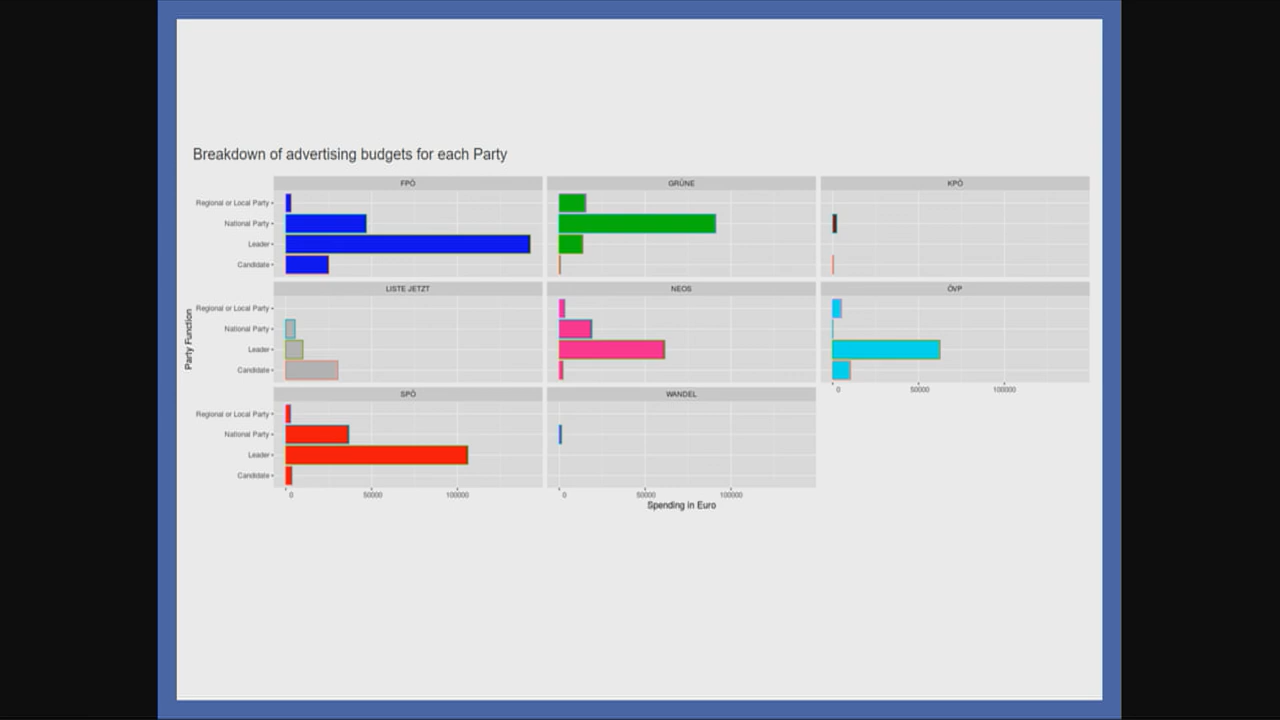 Breakdown of advertising budgets for each Party
FPÖ
GRÜNE
KPÖ
Regional or Local Party
National Party
Leader
Candidate
LISTE JETZT
NEOS
ÖVP
Regional or Local Party
National Party
Leader
Candidate
0
50000
100000
SPÖ
WANDEL
Regional or Local Party
National Party
Leader
Candidate
0
50000
100000
0
50000
100000
Spending in Euro
Party Function